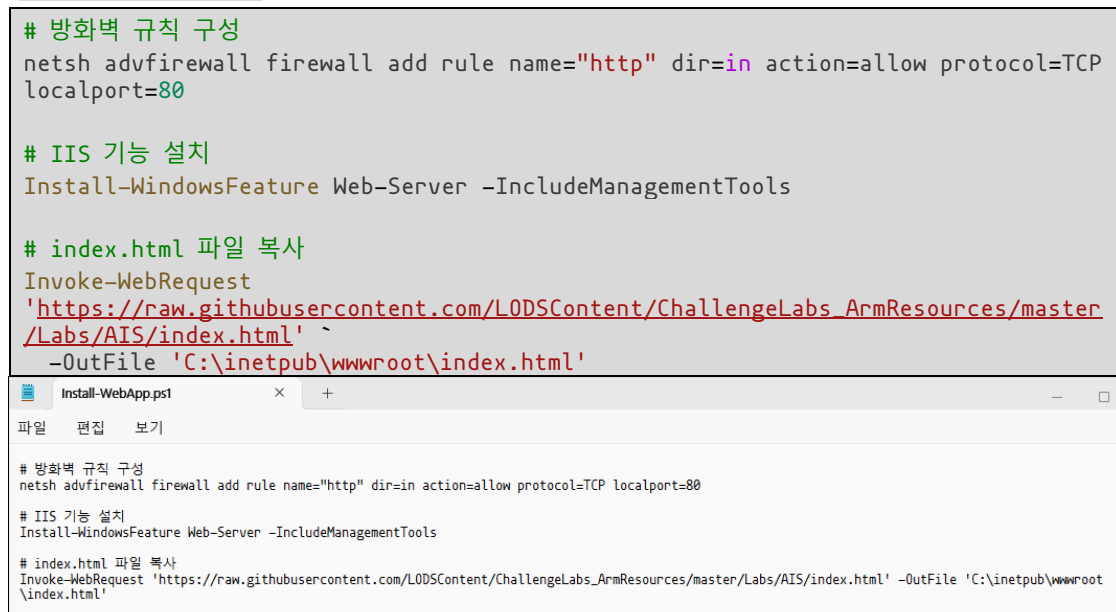 # 방화벽 규칙 구성
netsh advfirewall firewall add rule name="http" dir=in action=allow protocol=TCP
localport=80
# IIS 기능 설치
Install-WindowsFeature Web-Server -IncludeManagementTools
# index.html 파일 복사
Invoke-WebRequest
'https://raw.githubusercontent.com/LODSContent/ChallengeLabs_ArmResources/master
/Labs/AIS/index.html' `
-OutFile 'C:\inetpub\wwwroot\index.html'
Install-WebApp.ps1
파일 편집 보기
# 방화벽 규칙 구성
netsh advfirewall firewall add rule name="http" dir=in action=allow protocol=TCP localport=80
# IIS 기능 설치
Install-WindowsFeature Web-Server -IncludeManagementTools
# index.html 파일 복사
Invoke-WebRequest 'https://raw.githubusercontent.com/LODSContent/ChallengeLabs_ArmResources/master/Labs/AIS/index.html' -OutFile 'C:\inetpub\wwwroot
\index.html'